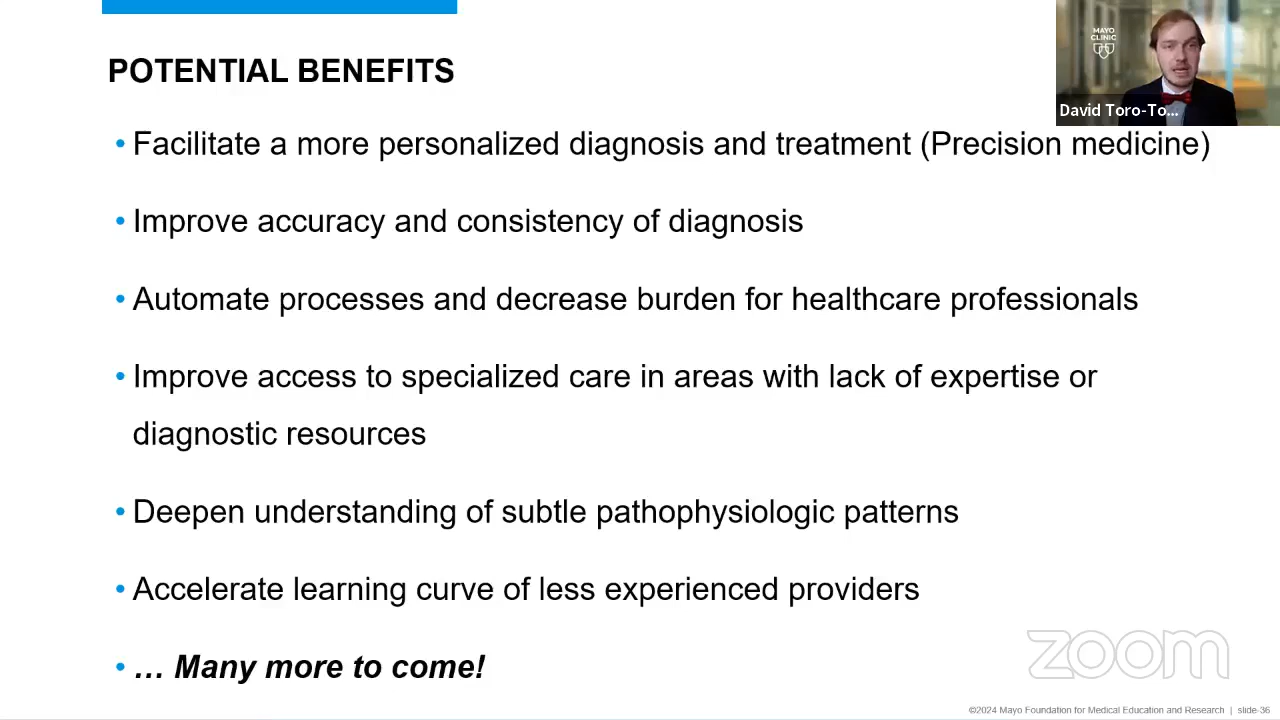 POTENTIAL BENEFITS
MAYO
CLINIC
David Toro-To...
• Facilitate a more personalized diagnosis and treatment (Precision medicine)
• Improve accuracy and consistency of diagnosis
• Automate processes and decrease burden for healthcare professionals
• Improve access to specialized care in areas with lack of expertise or
diagnostic resources
• Deepen understanding of subtle pathophysiologic patterns
• Accelerate learning curve of less experienced providers
• … Many more to come!
zoom
©2024 Mayo Foundation for Medical Education and Research | slide-36